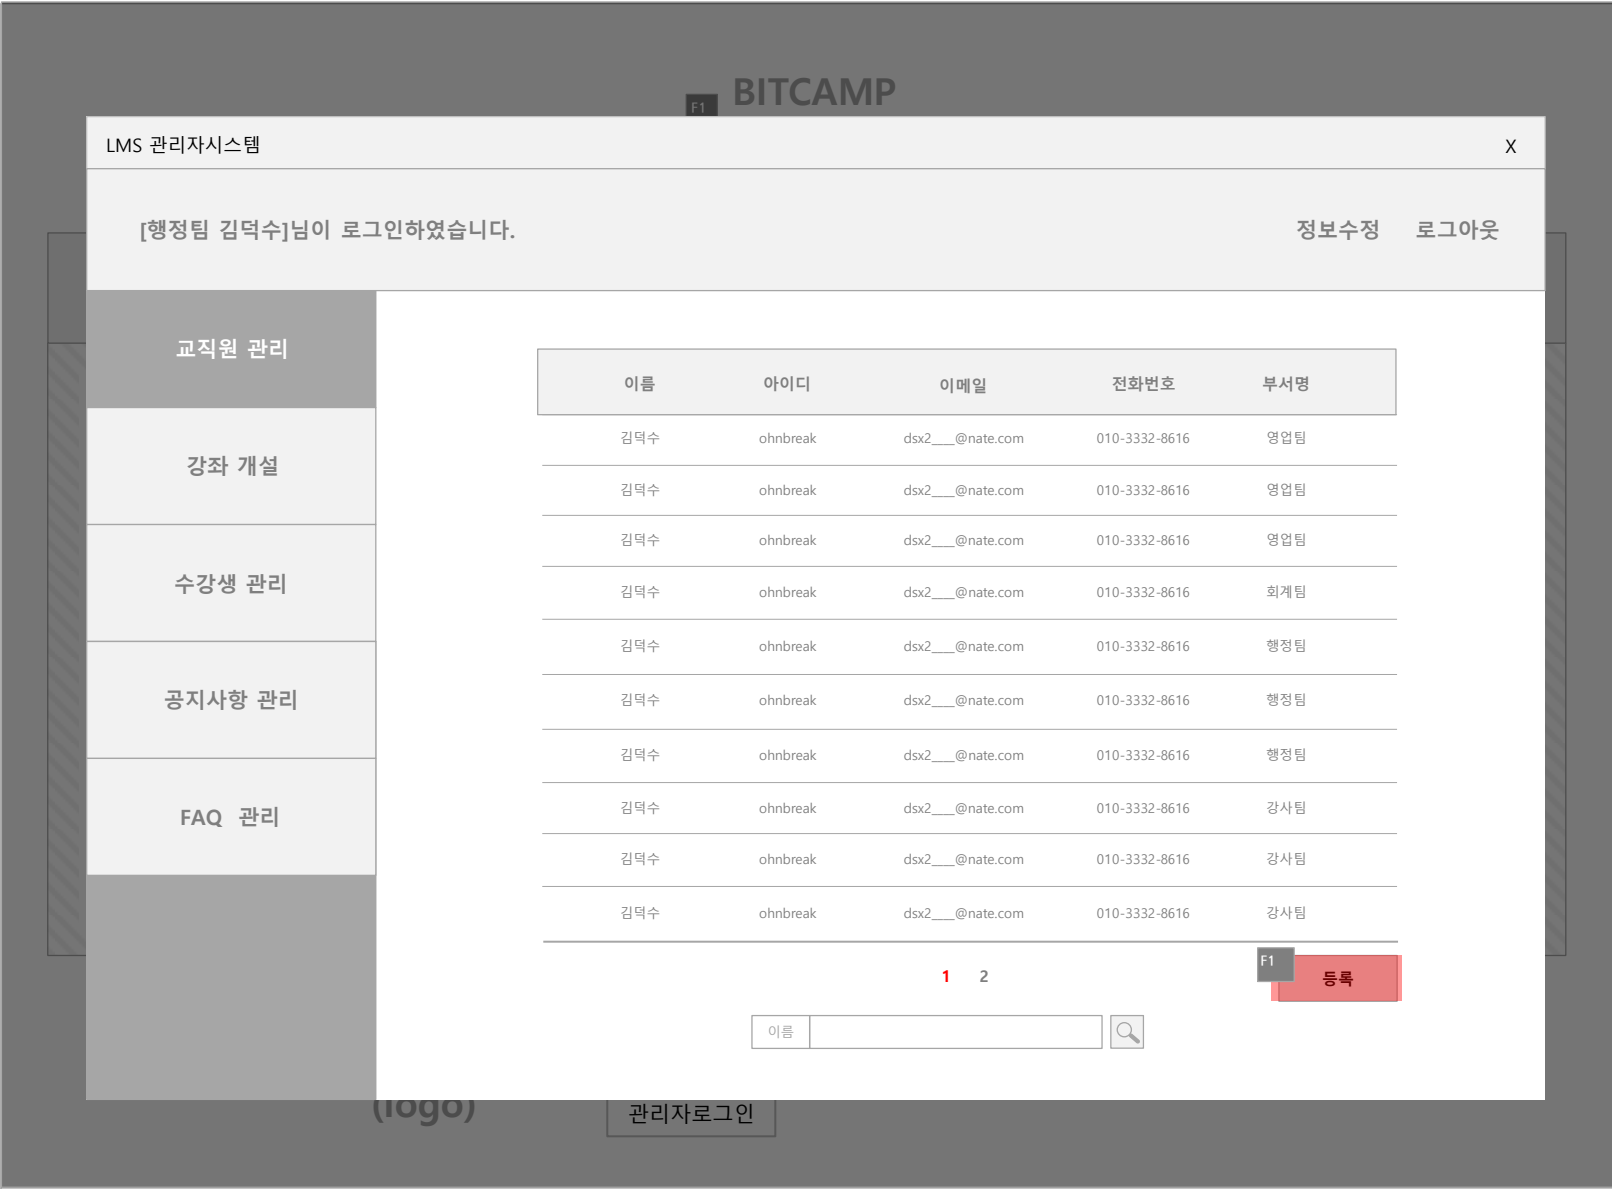 BITCAMP
F1
LMS 관리자시스템
X
[행정팀 김덕수]님이 로그인하였습니다.
정보수정 로그아웃
교직원 관리
강좌 개설
수강생 관리
공지사항 관리
FAQ 관리
이름 아이디 이메일 전화번호 부서명
김덕수 ohnbreak dsx2___@nate.com 010-3332-8616 영업팀
김덕수 ohnbreak dsx2___@nate.com 010-3332-8616 영업팀
김덕수 ohnbreak dsx2___@nate.com 010-3332-8616 영업팀
김덕수 ohnbreak dsx2___@nate.com 010-3332-8616 회계팀
김덕수 ohnbreak dsx2___@nate.com 010-3332-8616 행정팀
김덕수 ohnbreak dsx2___@nate.com 010-3332-8616 행정팀
김덕수 ohnbreak dsx2___@nate.com 010-3332-8616 행정팀
김덕수 ohnbreak dsx2___@nate.com 010-3332-8616 강사팀
김덕수 ohnbreak dsx2___@nate.com 010-3332-8616 강사팀
김덕수 ohnbreak dsx2___@nate.com 010-3332-8616 강사팀
1 2
F1
등록
이름
(logo)
관리자로그인